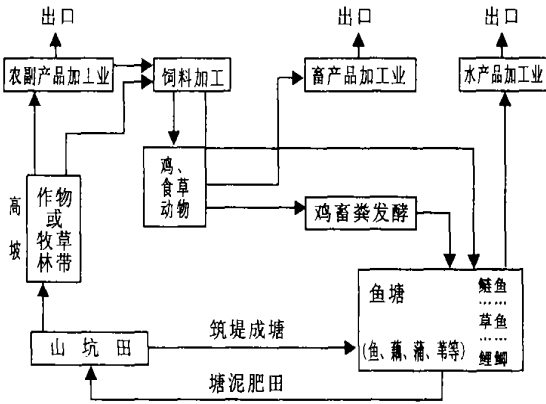 出口
出口
出口
农副产品加工业
饲料加工
畜产品加工业
水产品加工业
鸡、
食草
动物
高
坡
作物
或
牧草
林带
鸡畜粪发酵
鱼塘
(鱼、藕、蒲、苇等)
鲢鱼
……
草鱼
……
鲤鲫
山坑田
筑堤成塘
塘泥肥田